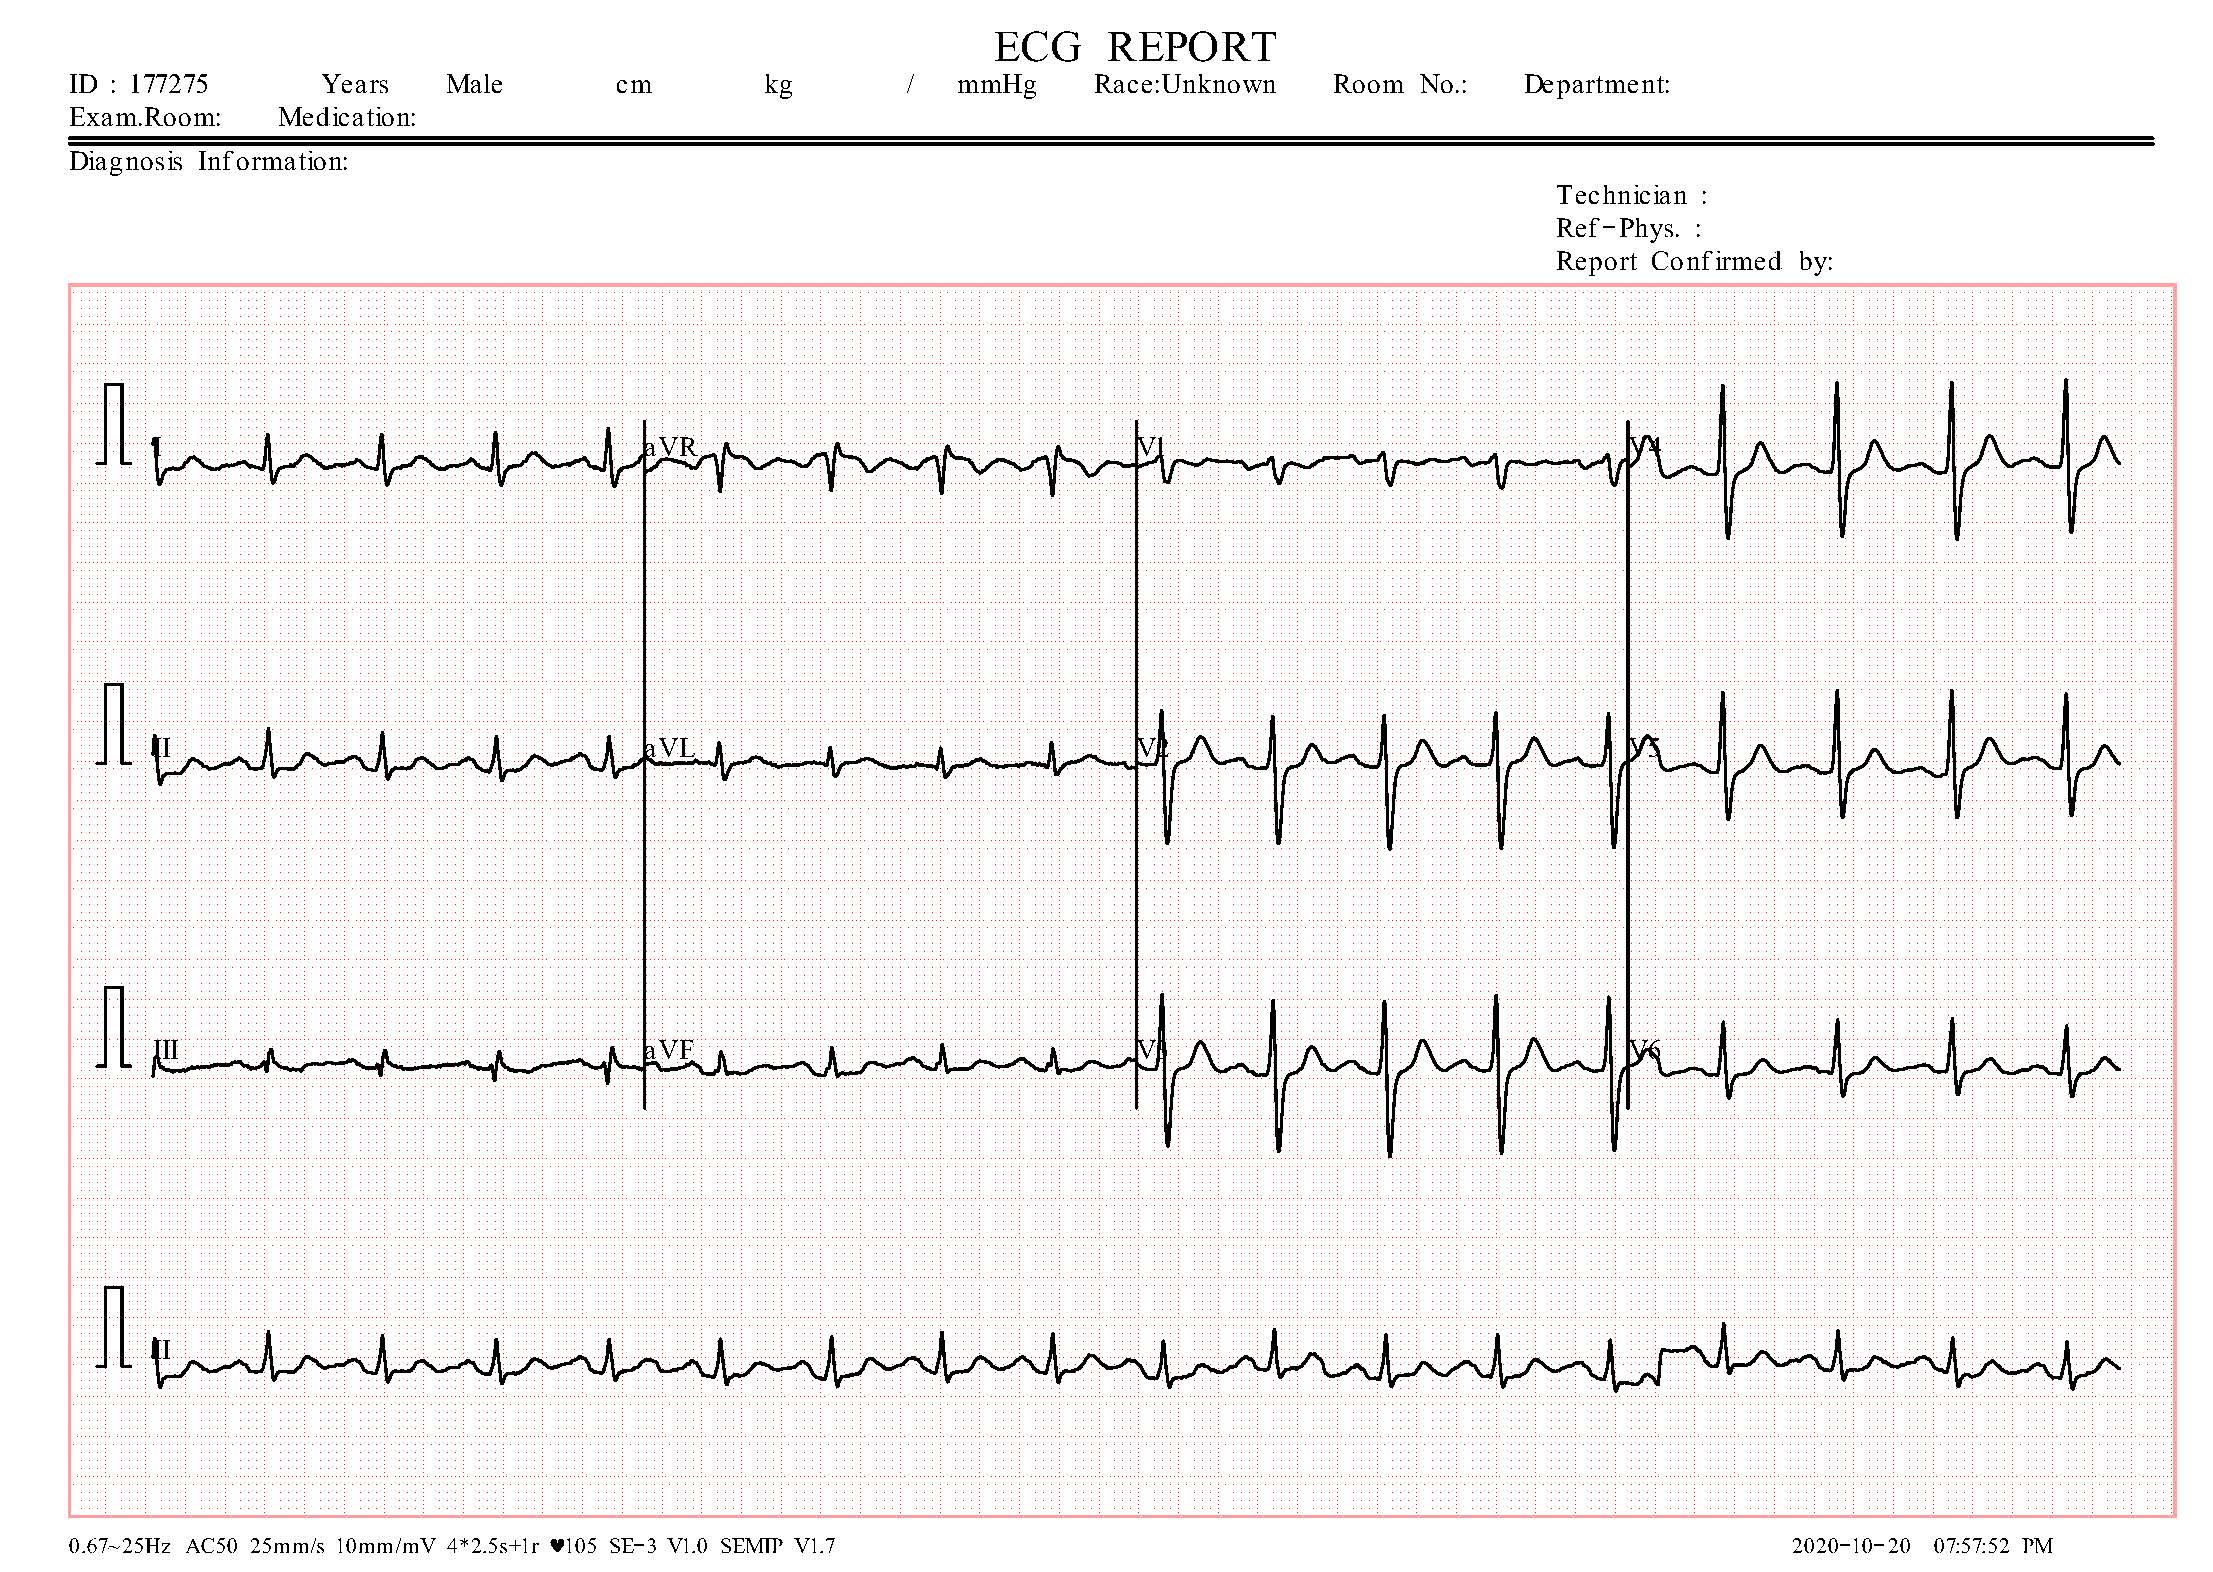 ECG REPORT
ID : 177275 Years Male cm kg / mmHg Race:Unknown Room No.: Department:
Exam.Room: Medication:
Diagnosis Information:
Technician :
Ref-Phys. :
Report Confirmed by:
I aVR V1 V4
II aVL V2 V5
III aVF V3 V6
II
0.67~25Hz AC50 25mm/s 10mm/mV 4*2.5s+1r ♥105 SE-3 V1.0 SEMIP V1.7 2020-10-20 07:57:52 PM